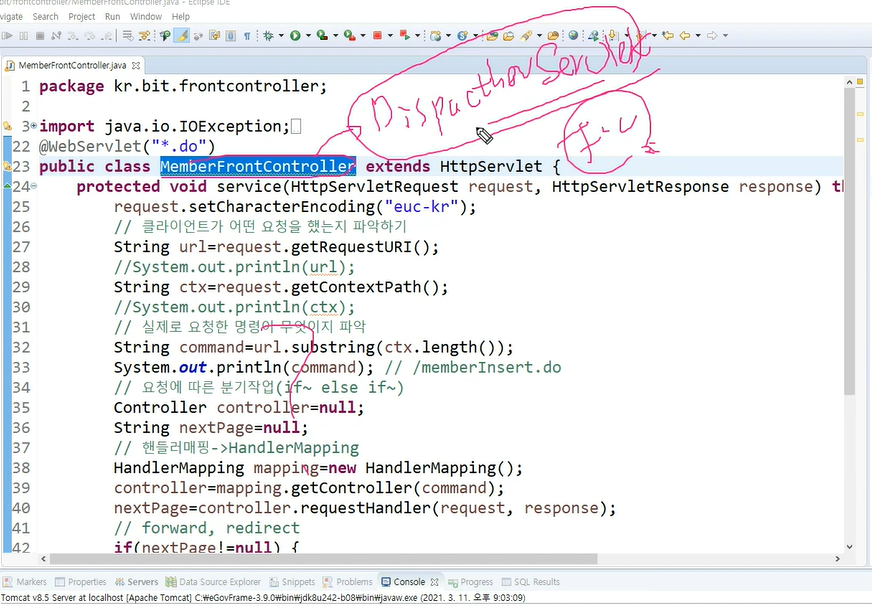 bit/frontcontroller/MemberFrontController.java - Eclipse IDE
vigate Search Project Run Window Help
MemberFrontController.java
DispacthorServlet
F-C
1 package kr.bit.frontcontroller;
2
3 import java.io.IOException;
22 @WebServlet("*.do")
23 public class MemberFrontController extends HttpServlet {
24 protected void service(HttpServletRequest request, HttpServletResponse response) th
25 request.setCharacterEncoding("euc-kr");
26 // 클라이언트가 어떤 요청을 했는지 파악하기
27 String url=request.getRequestURI();
28 //System.out.println(url);
29 String ctx=request.getContextPath();
30 //System.out.println(ctx);
31 // 실제로 요청한 명령이 무엇이지 파악
32 String command=url.substring(ctx.length());
33 System.out.println(command); // /memberInsert.do
34 // 요청에 따른 분기작업(if~ else if~)
35 Controller controller=null;
36 String nextPage=null;
37 // 핸들러매핑->HandlerMapping
38 HandlerMapping mapping=new HandlerMapping();
39 controller=mapping.getController(command);
40 nextPage=controller.requestHandler(request, response);
41 // forward, redirect
42 if(nextPage!=null) {
Markers Properties Servers Data Source Explorer Snippets Problems Console Progress SQL Results
Tomcat v8.5 Server at localhost [Apache Tomcat] C:₩eGovFrame-3.9.0₩bin₩jdk8u242-b08₩bin₩javaw.exe (2021. 3. 11. 오후 9:03:09)